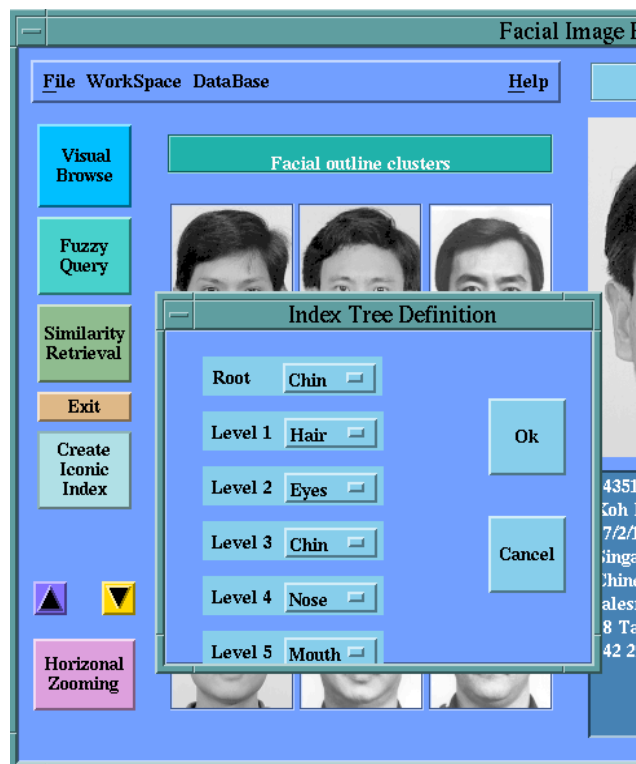 Facial Image
File WorkSpace DataBase Help
Visual
Browse
Facial outline clusters
Fuzzy
Query
Similarity
Retrieval
Exit
Create
Iconic
Index
Horizonal
Zooming
Index Tree Definition
Root Chin
Level 1 Hair
Level 2 Eyes
Level 3 Chin
Level 4 Nose
Level 5 Mouth
Ok
Cancel
4351
Koh
7/2/1
Singa
Chine
ales
8 Ta
42 2